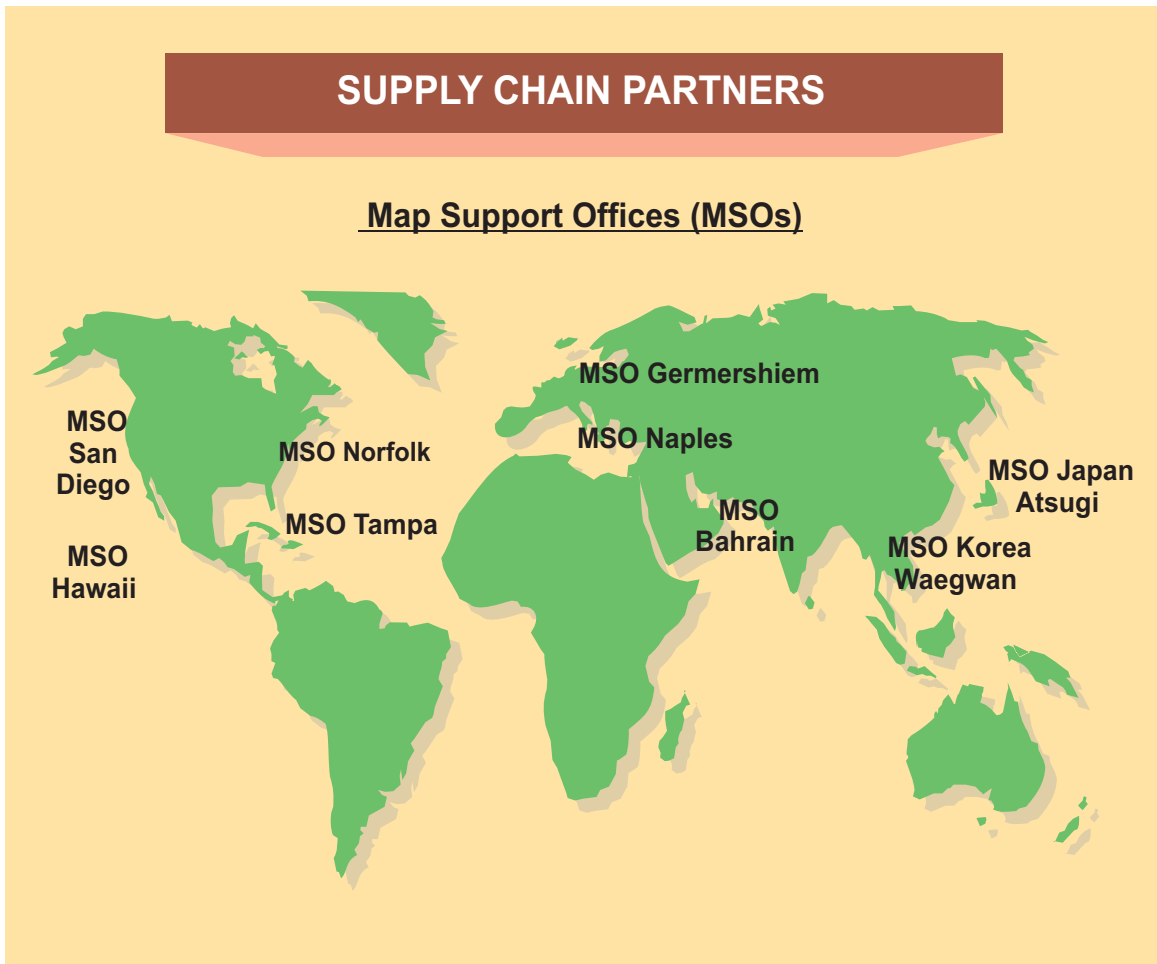 SUPPLY CHAIN PARTNERS
Map Support Offices (MSOs)
MSO Germershiem
MSO
San
Diego
MSO Norfolk
MSO Naples
MSO Japan
Atsugi
MSO Tampa
MSO
Bahrain
MSO
Hawaii
MSO Korea
Waegwan